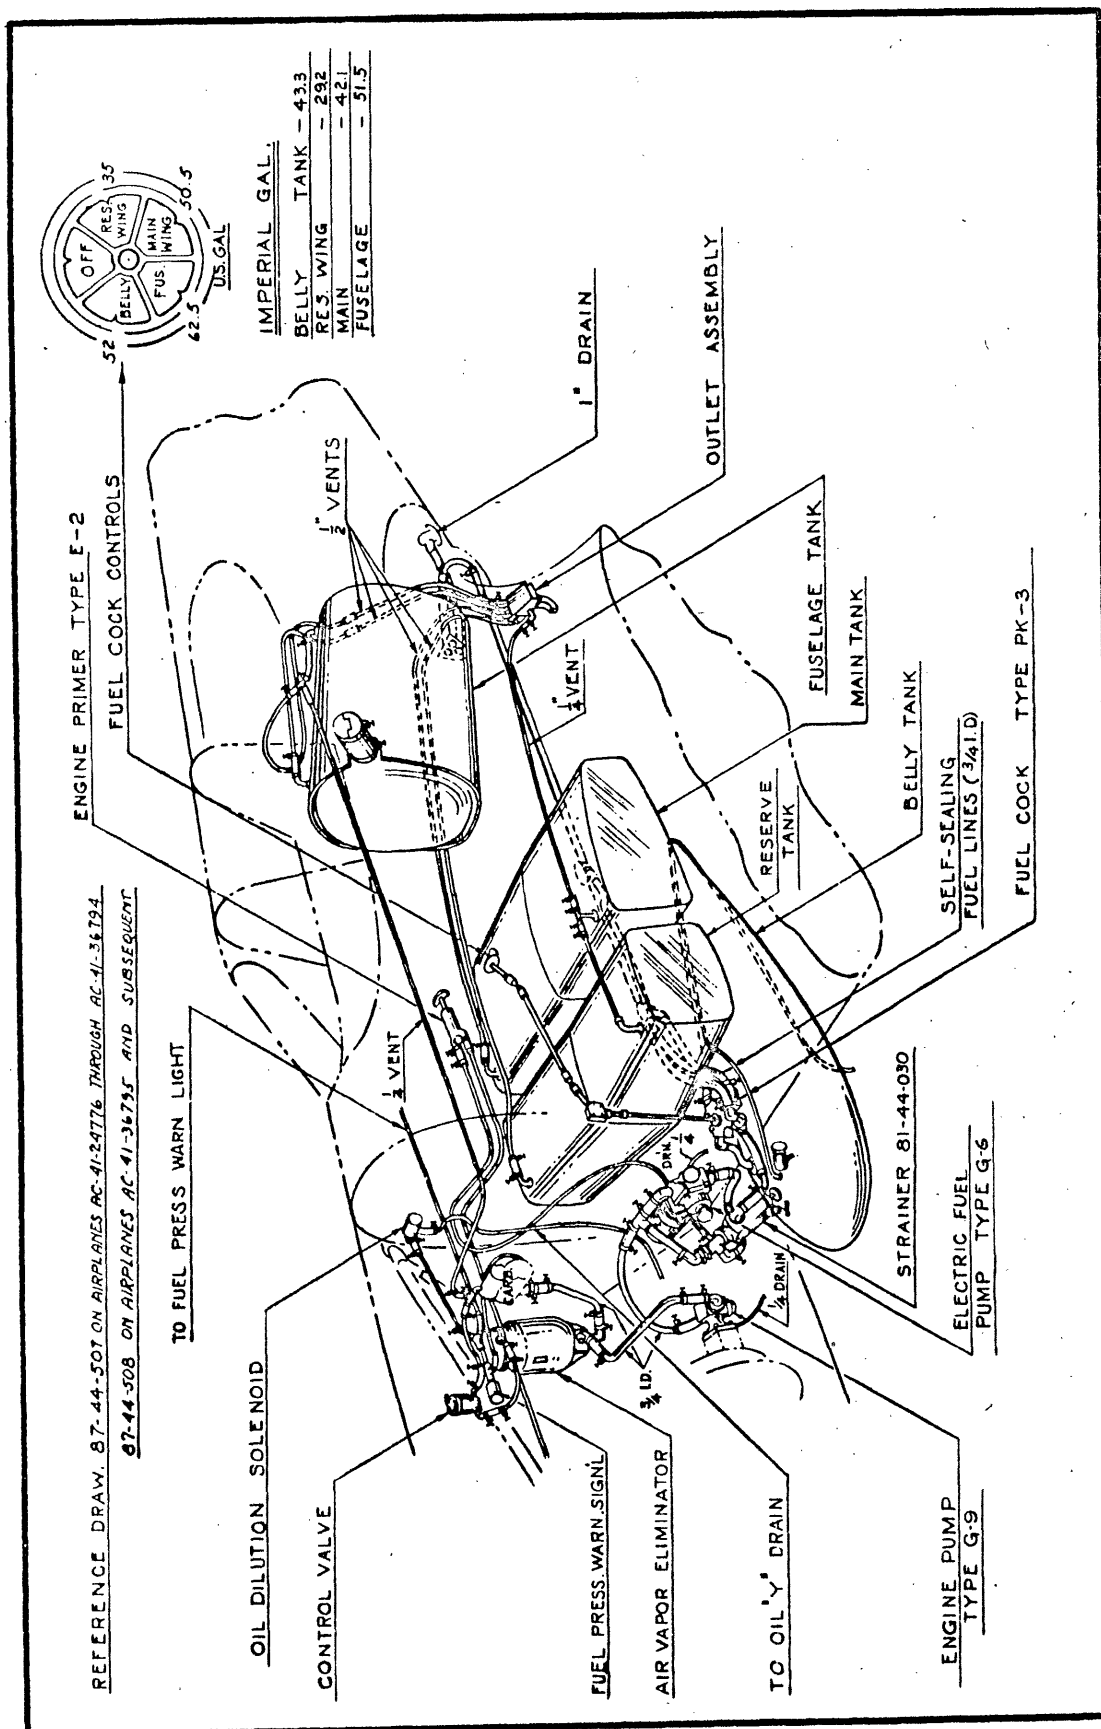 REFERENCE DRAW. 87-44-507 ON AIRPLANES AC-41-24776 THROUGH AC-41-36794
87-44-508 ON AIRPLANES AC-41-36795 AND SUBSEQUENT
TO FUEL PRESS WARN LIGHT
ENGINE PRIMER TYPE E-2
FUEL COCK CONTROLS
OFF
RES. WING
MAIN WING
FUS.
BELLY
35
50.5
62.5
52
U.S. GAL
IMPERIAL GAL.
BELLY TANK - 43.3
RES. WING - 29.2
MAIN - 42.1
FUSELAGE - 51.5
OIL DILUTION SOLENOID
CONTROL VALVE
FUEL PRESS. WARN. SIGNL
AIR VAPOR ELIMINATOR
TO OIL "Y" DRAIN
ENGINE PUMP
TYPE G-9
1/4" VENT
1/2" VENTS
1/4" VENT
CARB.
3/4 I.D.
DRN. 1/4
1/4 DRAIN
1" DRAIN
OUTLET ASSEMBLY
FUSELAGE TANK
MAIN TANK
RESERVE
TANK
BELLY TANK
SELF-SEALING
FUEL LINES (3/4 I.D)
FUEL COCK TYPE PK-3
STRAINER 81-44-030
ELECTRIC FUEL
PUMP TYPE G-6